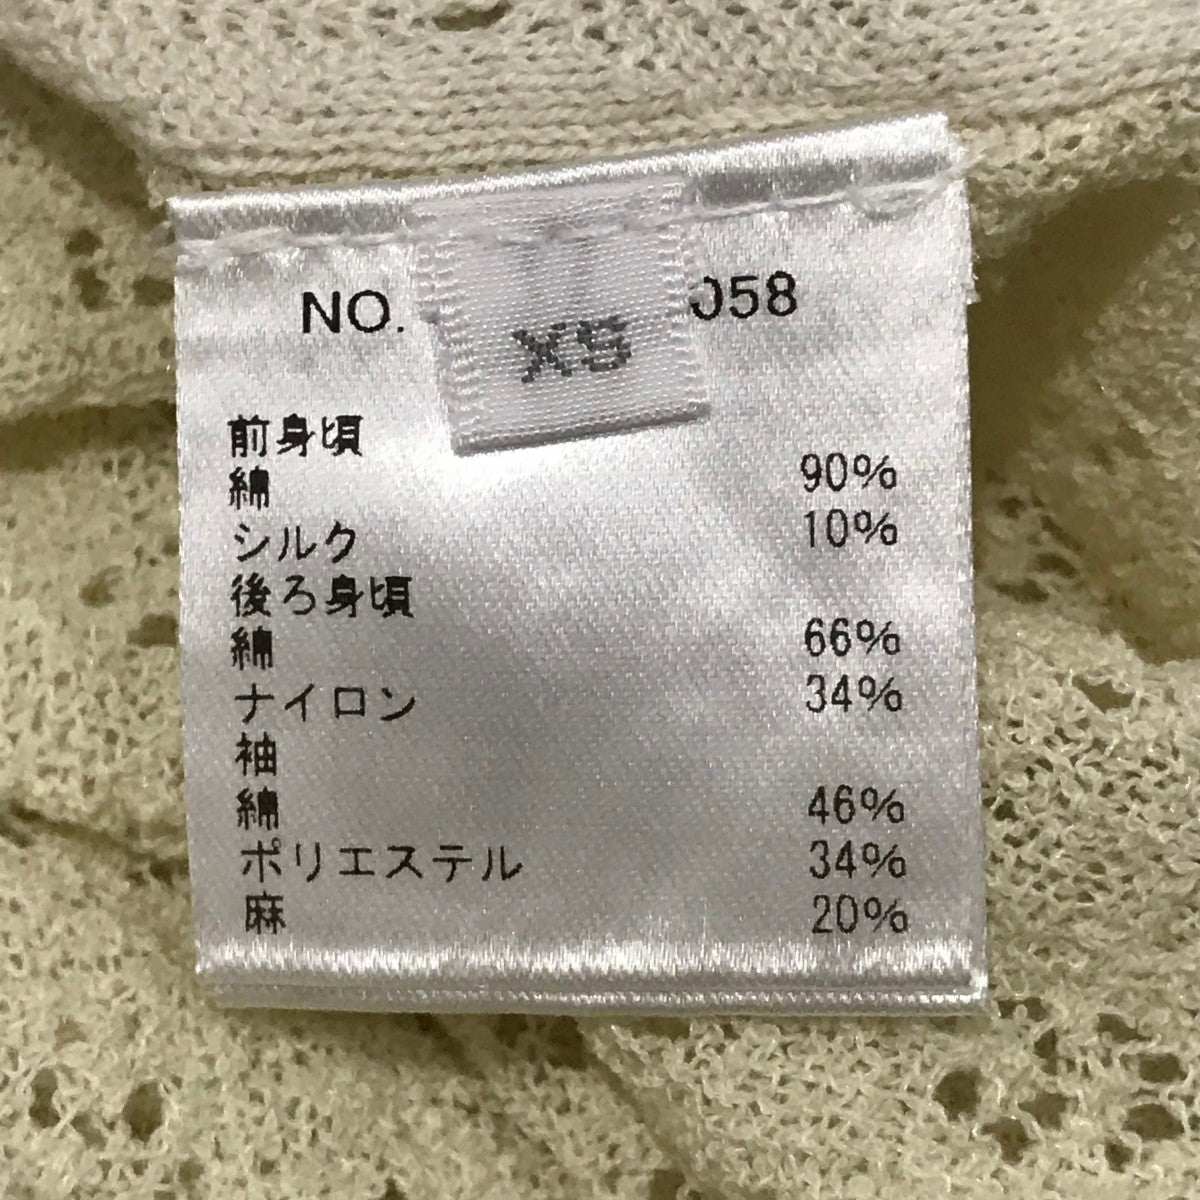 NO. 058
XS
前身頃
綿 90%
シルク 10%
後ろ身頃
綿 66%
ナイロン 34%
袖
綿 46%
ポリエステル 34%
麻 20%